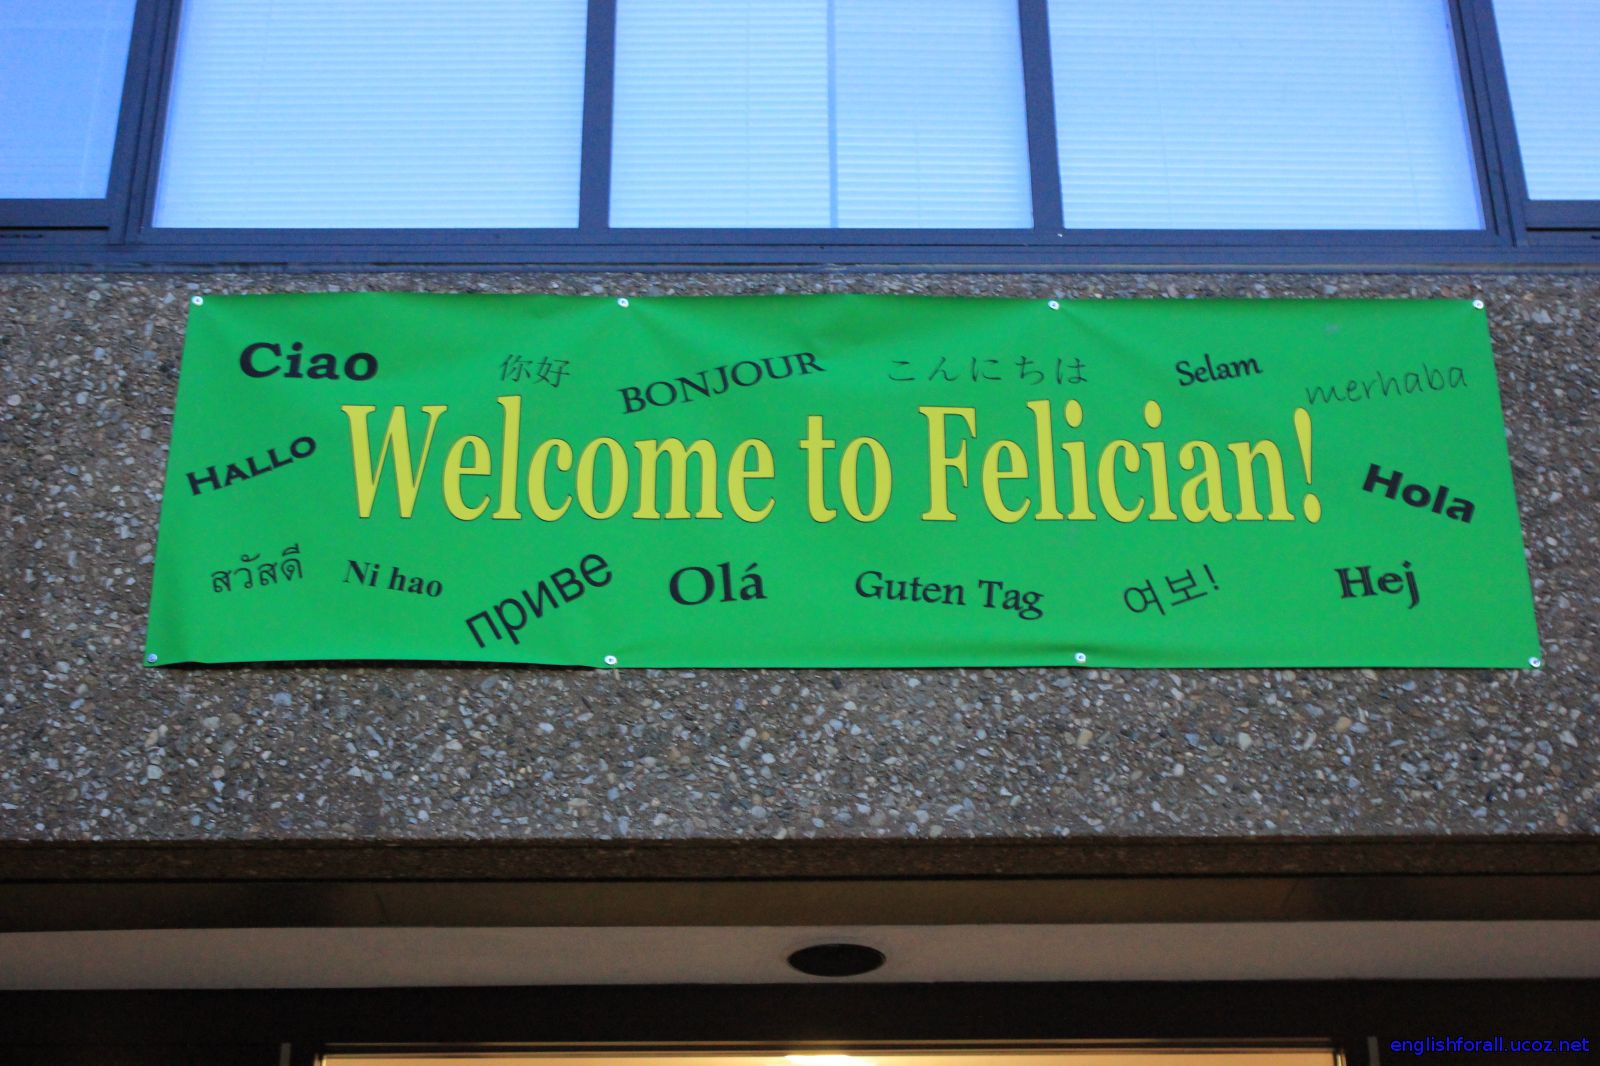 Ciao
你好
BONJOUR
こんにちは
Selam
merhaba
HALLO
Welcome to Felician!
Hola
สวัสดี
Ni hao
приве
Olá
Guten Tag
여보!
Hej
englishforall.ucoz.net